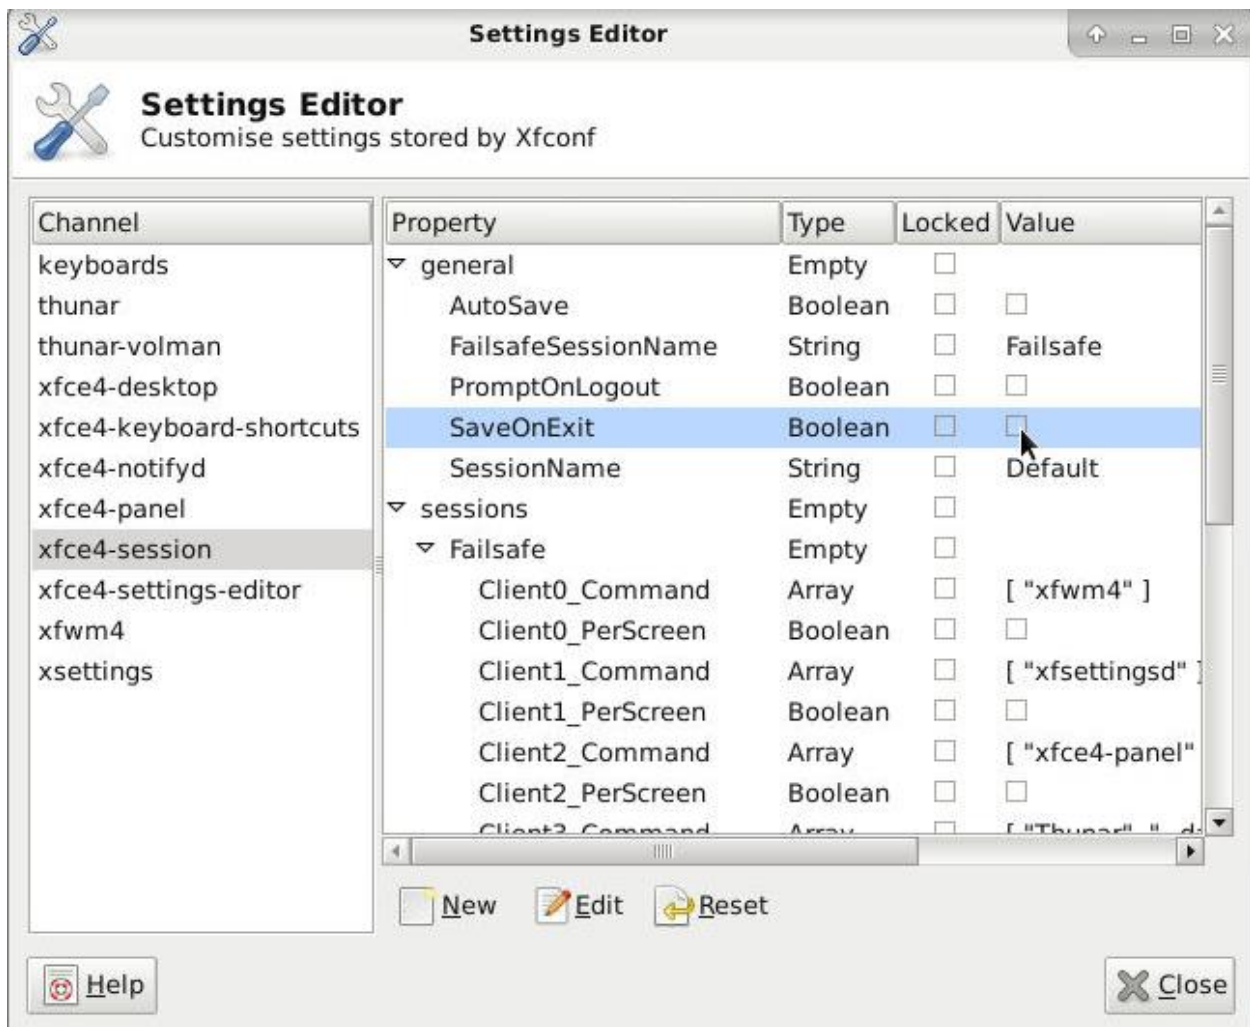 Settings Editor
Settings Editor
Customise settings stored by Xfconf
Channel
keyboards
thunar
thunar-volman
xfce4-desktop
xfce4-keyboard-shortcuts
xfce4-notifyd
xfce4-panel
xfce4-session
xfce4-settings-editor
xfwm4
xsettings
Property Type Locked Value
general Empty
AutoSave Boolean
FailsafeSessionName String Failsafe
PromptOnLogout Boolean
SaveOnExit Boolean
SessionName String Default
sessions Empty
Failsafe Empty
Client0_Command Array [ "xfwm4" ]
Client0_PerScreen Boolean
Client1_Command Array [ "xfsettingsd" ]
Client1_PerScreen Boolean
Client2_Command Array [ "xfce4-panel"
Client2_PerScreen Boolean
Client3_Command Array [ "Thunar"
New Edit Reset
Help Close